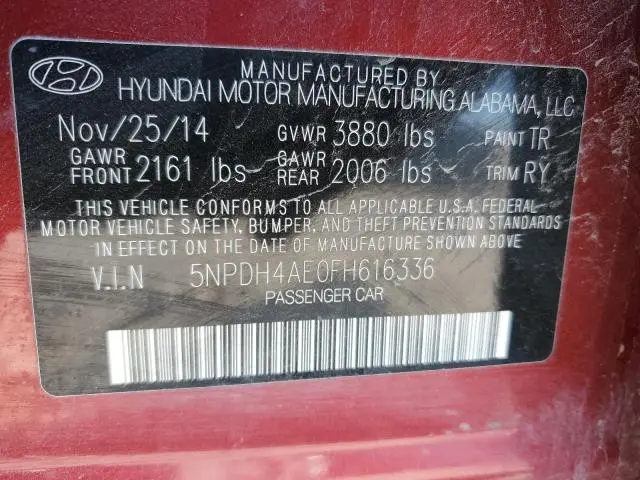 MANUFACTURED BY
HYUNDAI MOTOR MANUFACTURING ALABAMA, LLC
Nov/25/14 GVWR 3880 lbs PAINT TR
GAWR FRONT 2161 lbs GAWR REAR 2006 lbs TRIM RY
THIS VEHICLE CONFORMS TO ALL APPLICABLE U.S.A. FEDERAL
MOTOR VEHICLE SAFETY, BUMPER, AND THEFT PREVENTION STANDARDS
IN EFFECT ON THE DATE OF MANUFACTURE SHOWN ABOVE.
V.I.N 5NPDH4AE0FH616336
PASSENGER CAR